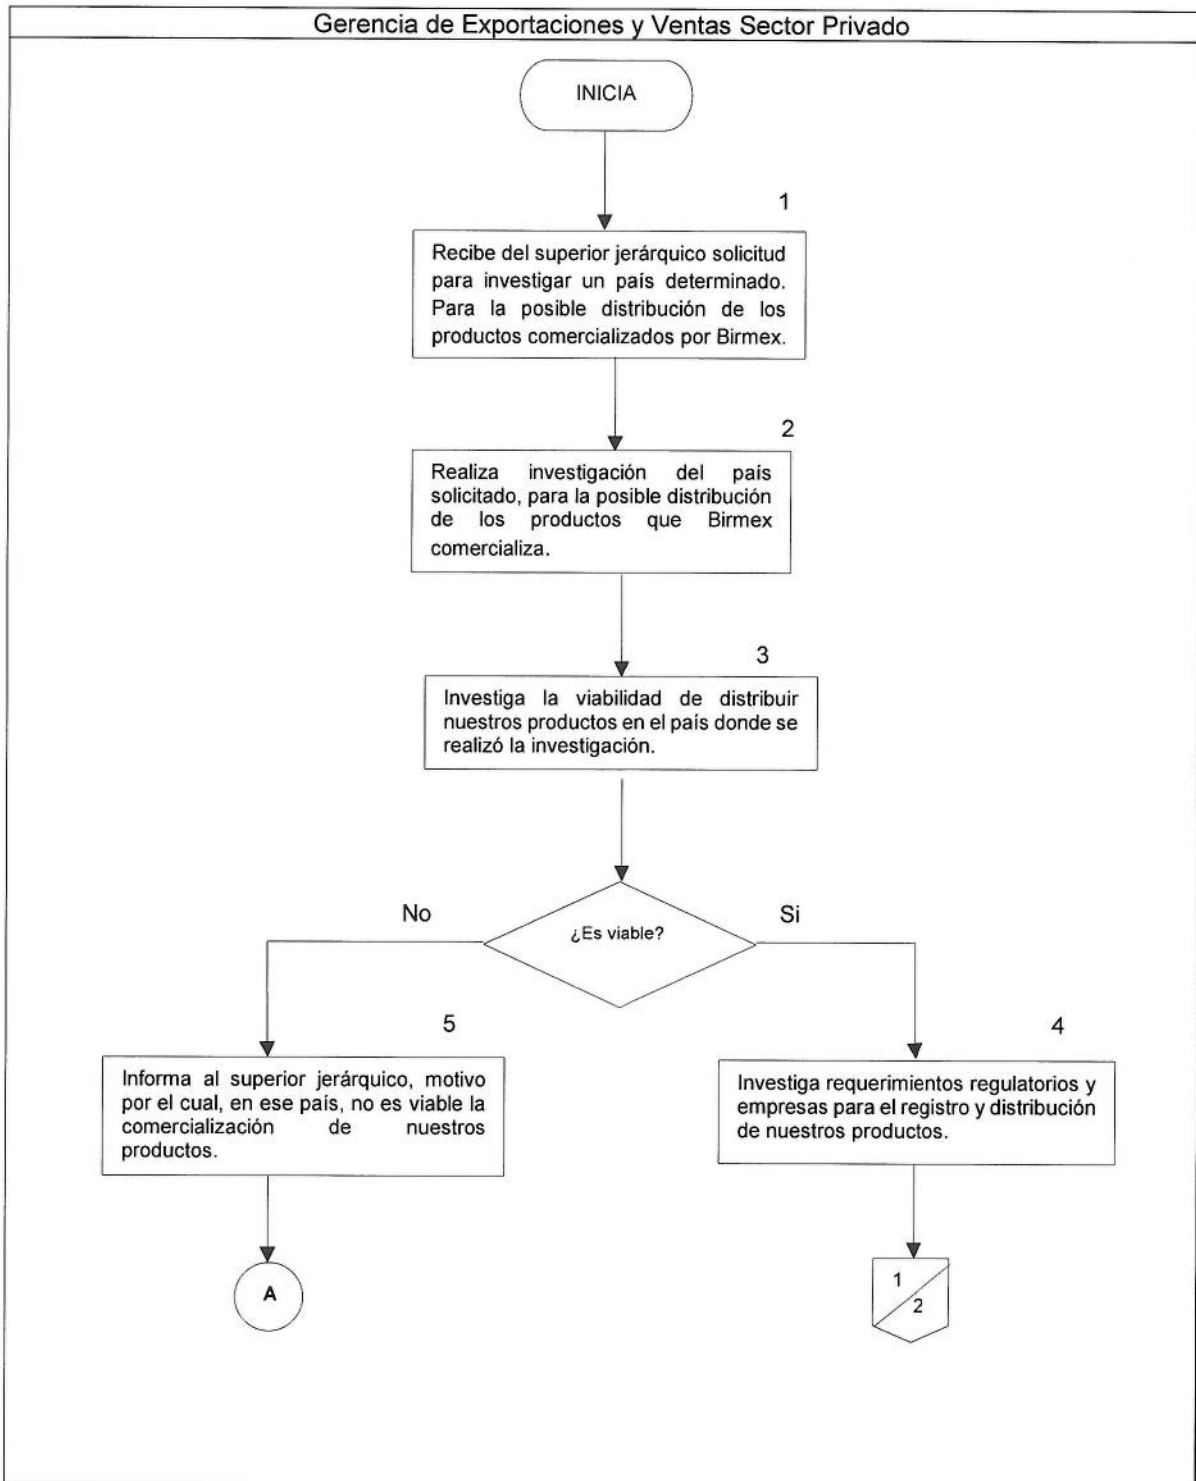 Gerencia de Exportaciones y Ventas Sector Privado
INICIA
1
Recibe del superior jerárquico solicitud
para investigar un país determinado.
Para la posible distribución de los
productos comercializados por Birmex.
2
Realiza investigación del país
solicitado, para la posible distribución
de los productos que Birmex
comercializa.
3
Investiga la viabilidad de distribuir
nuestros productos en el país donde se
realizó la investigación.
¿Es viable?
No
Si
5
Informa al superior jerárquico, motivo
por el cual, en ese país, no es viable la
comercialización de nuestros
productos.
4
Investiga requerimientos regulatorios y
empresas para el registro y distribución
de nuestros productos.
A
1
2